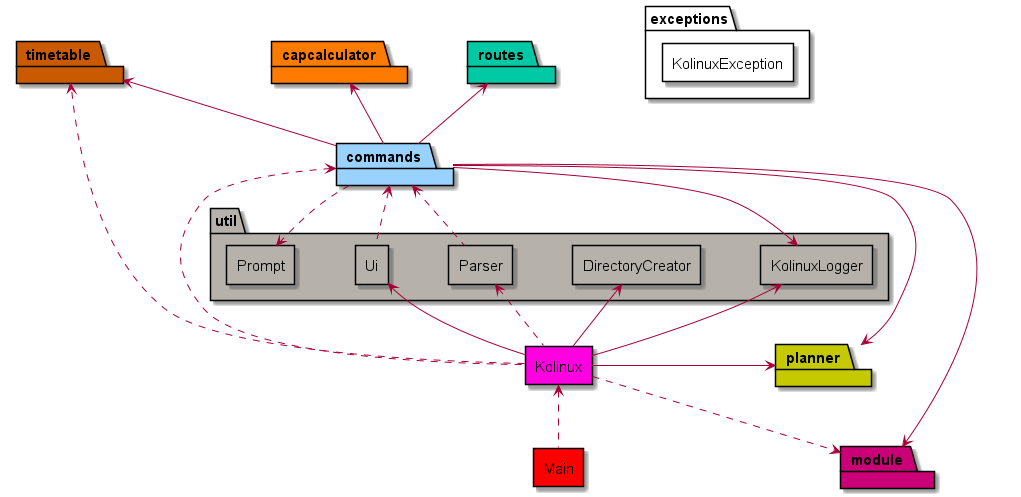 exceptions
KolinuxException
timetable
capcalculator
routes
commands
util
Prompt
Ui
Parser
DirectoryCreator
KolinuxLogger
Kolinux
planner
Main
module